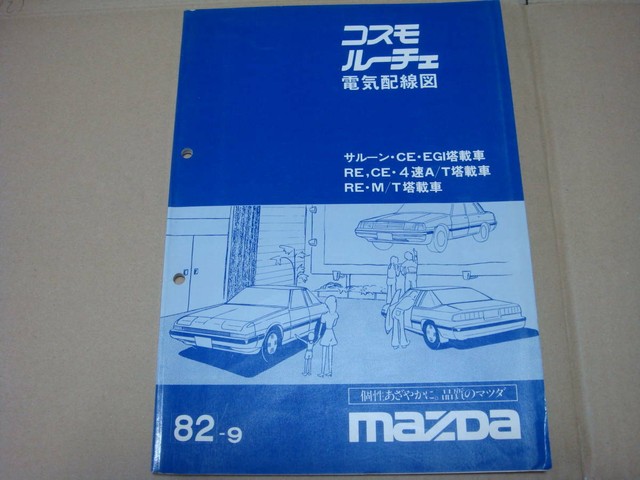 コスモ
ルーチェ
電気配線図
サルーン・CE・EGI塔載車
RE,CE・4速A/T塔載車
RE・M/T塔載車
個性あざやかに。品質のマツダ
82-9
mazDa